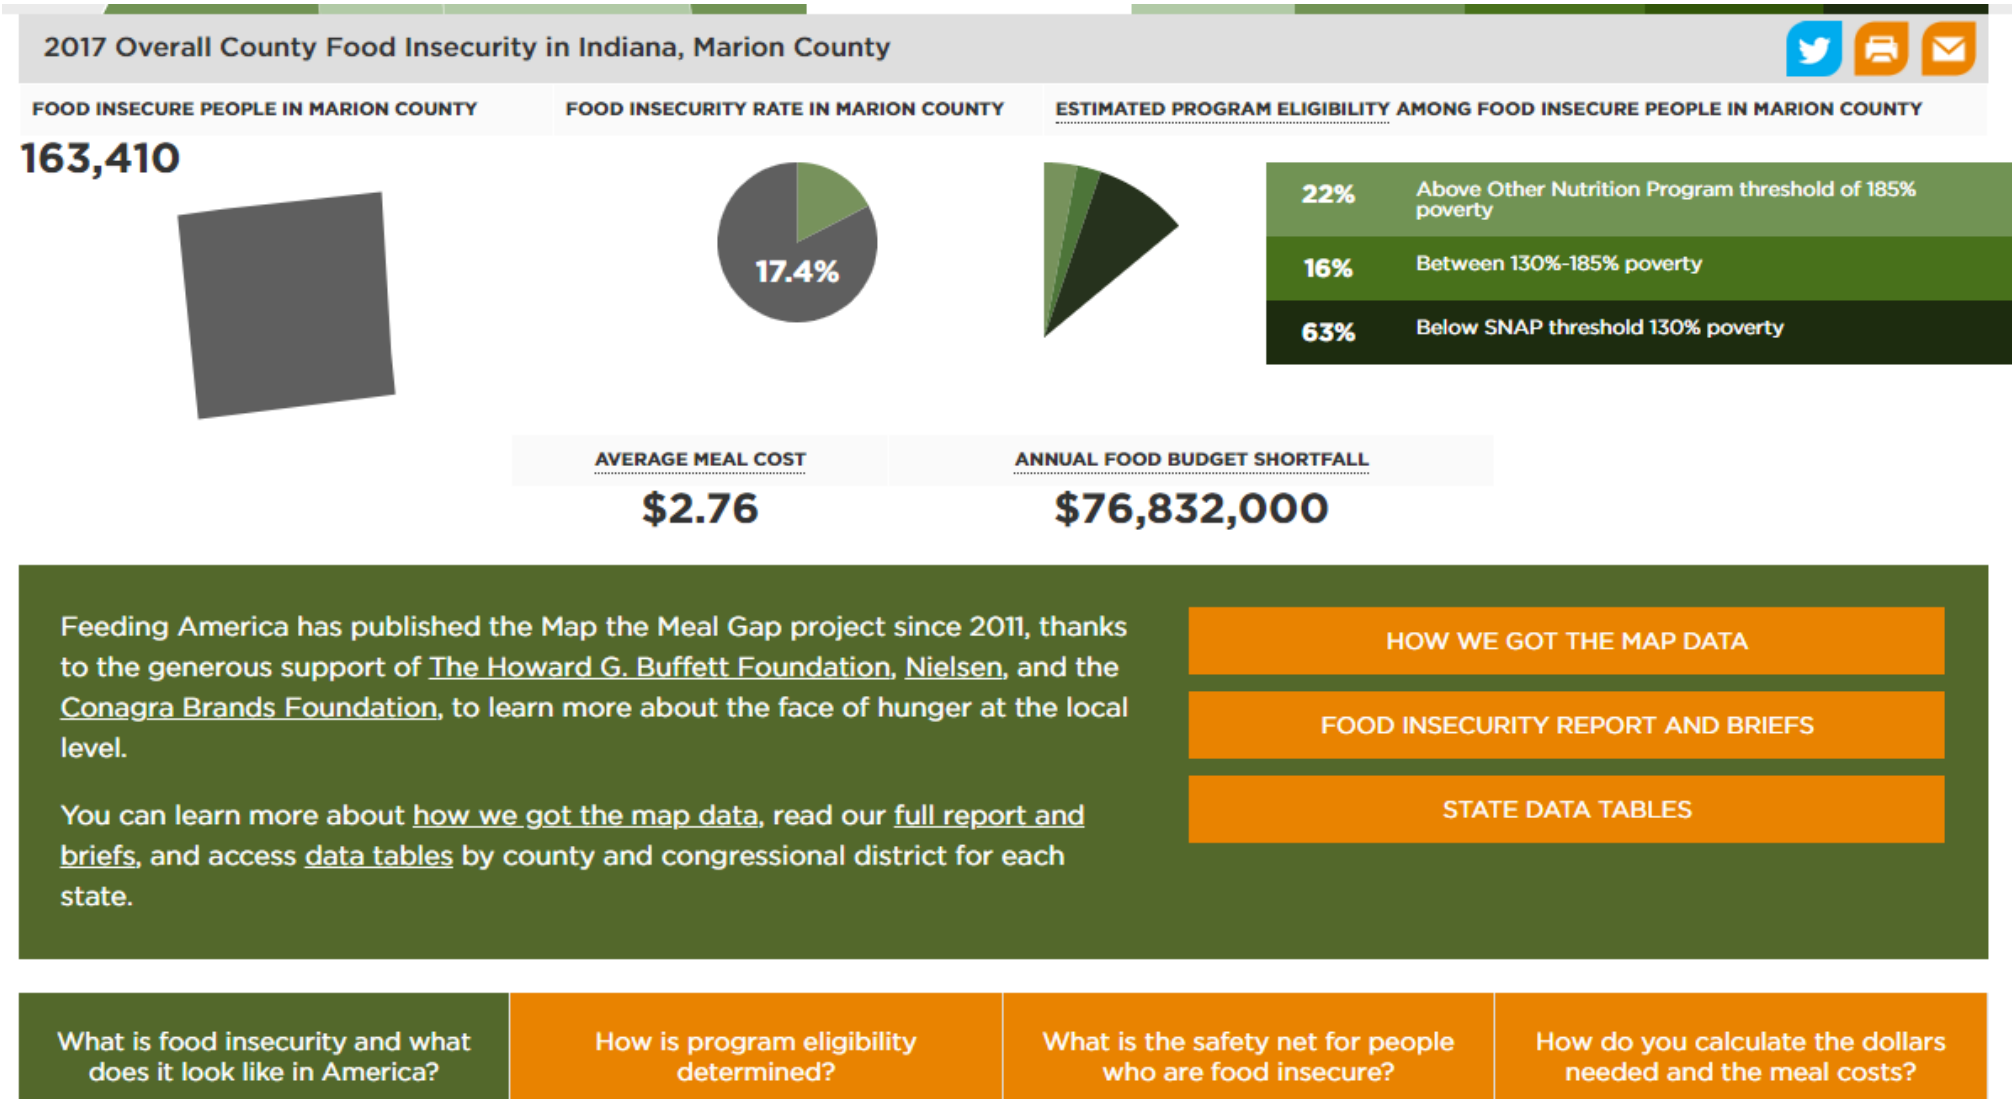 2017 Overall County Food Insecurity in Indiana, Marion County
FOOD INSECURE PEOPLE IN MARION COUNTY
163,410
FOOD INSECURITY RATE IN MARION COUNTY
17.4%
ESTIMATED PROGRAM ELIGIBILITY AMONG FOOD INSECURE PEOPLE IN MARION COUNTY
22% Above Other Nutrition Program threshold of 185%
poverty
16% Between 130%-185% poverty
63% Below SNAP threshold 130% poverty
AVERAGE MEAL COST
$2.76
ANNUAL FOOD BUDGET SHORTFALL
$76,832,000
Feeding America has published the Map the Meal Gap project since 2011, thanks
to the generous support of The Howard G. Buffett Foundation, Nielsen, and the
Conagra Brands Foundation, to learn more about the face of hunger at the local
level.
You can learn more about how we got the map data, read our full report and
briefs, and access data tables by county and congressional district for each
state.
HOW WE GOT THE MAP DATA
FOOD INSECURITY REPORT AND BRIEFS
STATE DATA TABLES
What is food insecurity and what
does it look like in America?
How is program eligibility
determined?
What is the safety net for people
who are food insecure?
How do you calculate the dollars
needed and the meal costs?